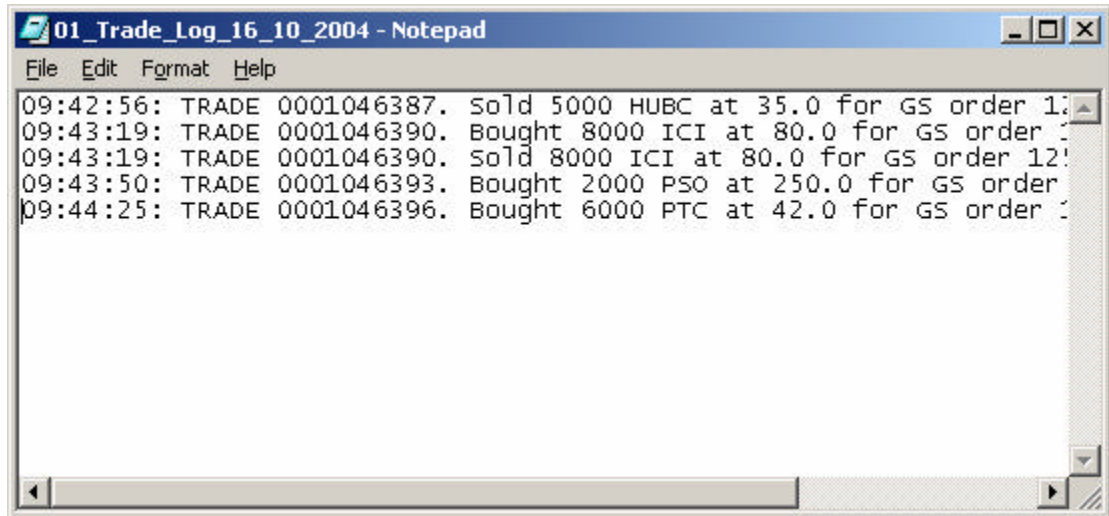 01_Trade_Log_16_10_2004 - Notepad
File Edit Format Help
09:42:56: TRADE 0001046387. Sold 5000 HUBC at 35.0 for GS order
09:43:19: TRADE 0001046390. Bought 8000 ICI at 80.0 for GS order
09:43:19: TRADE 0001046390. Sold 8000 ICI at 80.0 for GS order
09:43:50: TRADE 0001046393. Bought 2000 PSO at 250.0 for GS order
09:44:25: TRADE 0001046396. Bought 6000 PTC at 42.0 for GS order